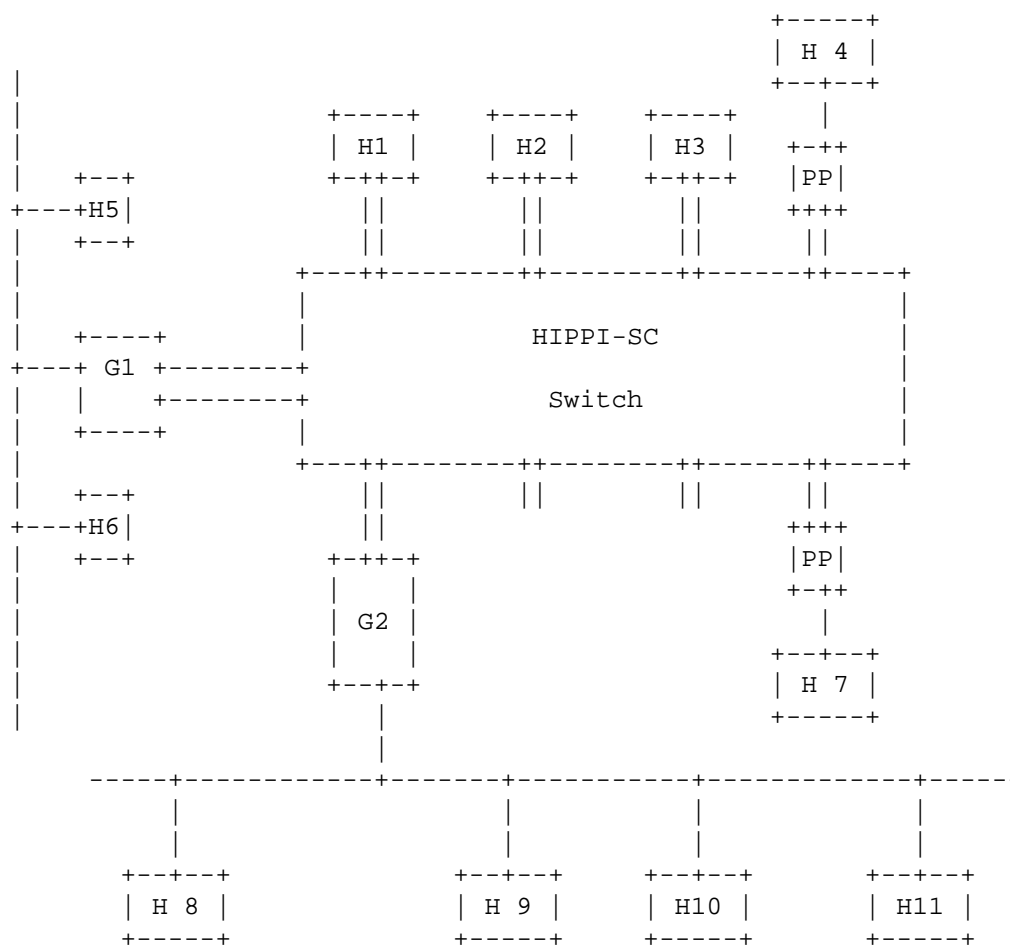 H 4
H1 H2 H3
PP
H5
HIPPI-SC
G1
Switch
H6
PP
G2
H 7
H 8 H 9 H10 H11